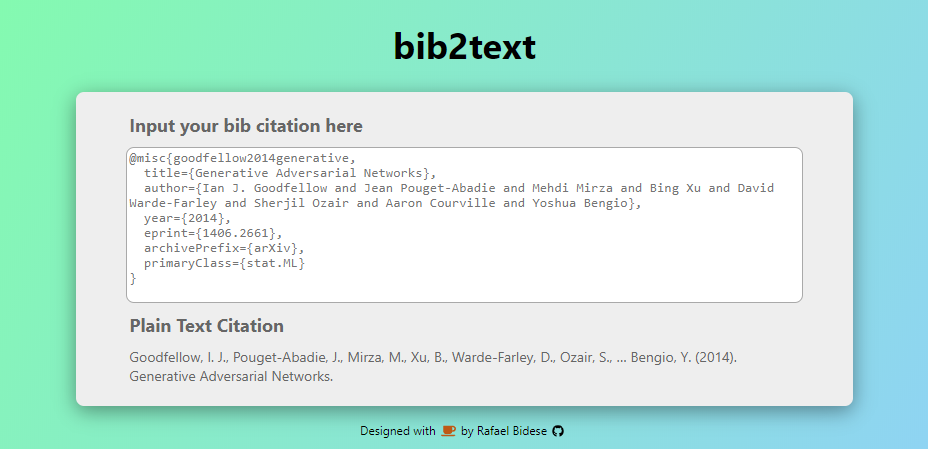 bib2text
Input your bib citation here
@misc{goodfellow2014generative,
  title={Generative Adversarial Networks},
  author={Ian J. Goodfellow and Jean Pouget-Abadie and Mehdi Mirza and Bing Xu and David
Warde-Farley and Sherjil Ozair and Aaron Courville and Yoshua Bengio},
  year={2014},
  eprint={1406.2661},
  archivePrefix={arXiv},
  primaryClass={stat.ML}
}
Plain Text Citation
Goodfellow, I. J., Pouget-Abadie, J., Mirza, M., Xu, B., Warde-Farley, D., Ozair, S., … Bengio, Y. (2014).
Generative Adversarial Networks.
Designed with by Rafael Bidese